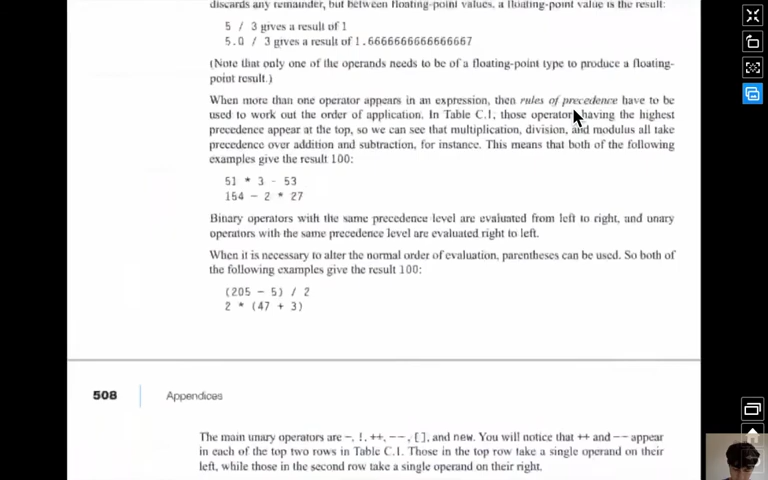 discards any remainder, but between floating-point values, a floating-point value is the result:
5 / 3 gives a result of 1
5.0 / 3 gives a result of 1.6666666666666667
(Note that only one of the operands needs to be of a floating-point type to produce a floating-
point result.)
When more than one operator appears in an expression, then rules of precedence have to be
used to work out the order of application. In Table C.1, those operators having the highest
precedence appear at the top, so we can see that multiplication, division, and modulus all take
precedence over addition and subtraction, for instance. This means that both of the following
examples give the result 100:
51 * 3 - 53
154 - 2 * 27
Binary operators with the same precedence level are evaluated from left to right, and unary
operators with the same precedence level are evaluated right to left.
When it is necessary to alter the normal order of evaluation, parentheses can be used. So both of
the following examples give the result 100:
(205 - 5) / 2
2 * (47 + 3)
508 Appendices
The main unary operators are -, !, ++, --, [], and new. You will notice that ++ and -- appear
in each of the top two rows in Table C.1. Those in the top row take a single operand on their
left, while those in the second row take a single operand on their right.